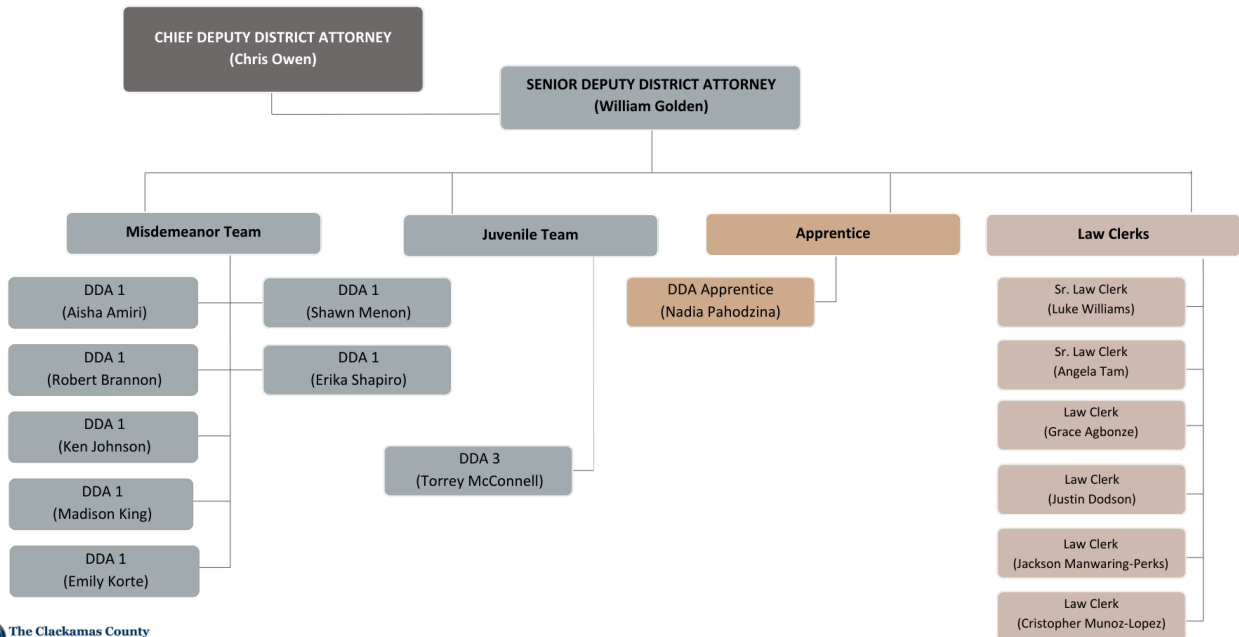 CHIEF DEPUTY DISTRICT ATTORNEY
(Chris Owen)
SENIOR DEPUTY DISTRICT ATTORNEY
(William Golden)
Misdemeanor Team
DDA 1
(Aisha Amiri)
DDA 1
(Shawn Menon)
DDA 1
(Robert Brannon)
DDA 1
(Erika Shapiro)
DDA 1
(Ken Johnson)
DDA 1
(Madison King)
DDA 1
(Emily Korte)
Juvenile Team
DDA 3
(Torrey McConnell)
Apprentice
DDA Apprentice
(Nadia Pahodzina)
Law Clerks
Sr. Law Clerk
(Luke Williams)
Sr. Law Clerk
(Angela Tam)
Law Clerk
(Grace Agbonze)
Law Clerk
(Justin Dodson)
Law Clerk
(Jackson Manwaring-Perks)
Law Clerk
(Cristopher Munoz-Lopez)
The Clackamas County